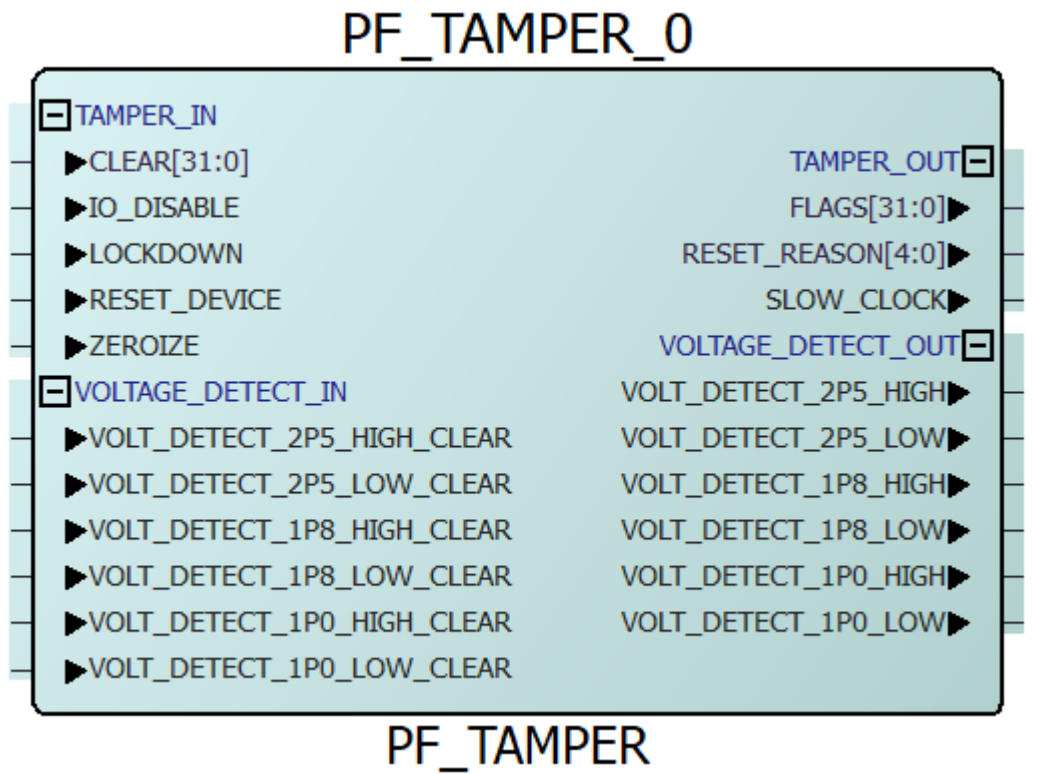 PF_TAMPER_0
TAMPER_IN
CLEAR[31:0]
IO_DISABLE
LOCKDOWN
RESET_DEVICE
ZEROIZE
VOLTAGE_DETECT_IN
VOLT_DETECT_2P5_HIGH_CLEAR
VOLT_DETECT_2P5_LOW_CLEAR
VOLT_DETECT_1P8_HIGH_CLEAR
VOLT_DETECT_1P8_LOW_CLEAR
VOLT_DETECT_1P0_HIGH_CLEAR
VOLT_DETECT_1P0_LOW_CLEAR
TAMPER_OUT
FLAGS[31:0]
RESET_REASON[4:0]
SLOW_CLOCK
VOLTAGE_DETECT_OUT
VOLT_DETECT_2P5_HIGH
VOLT_DETECT_2P5_LOW
VOLT_DETECT_1P8_HIGH
VOLT_DETECT_1P8_LOW
VOLT_DETECT_1P0_HIGH
VOLT_DETECT_1P0_LOW
PF_TAMPER